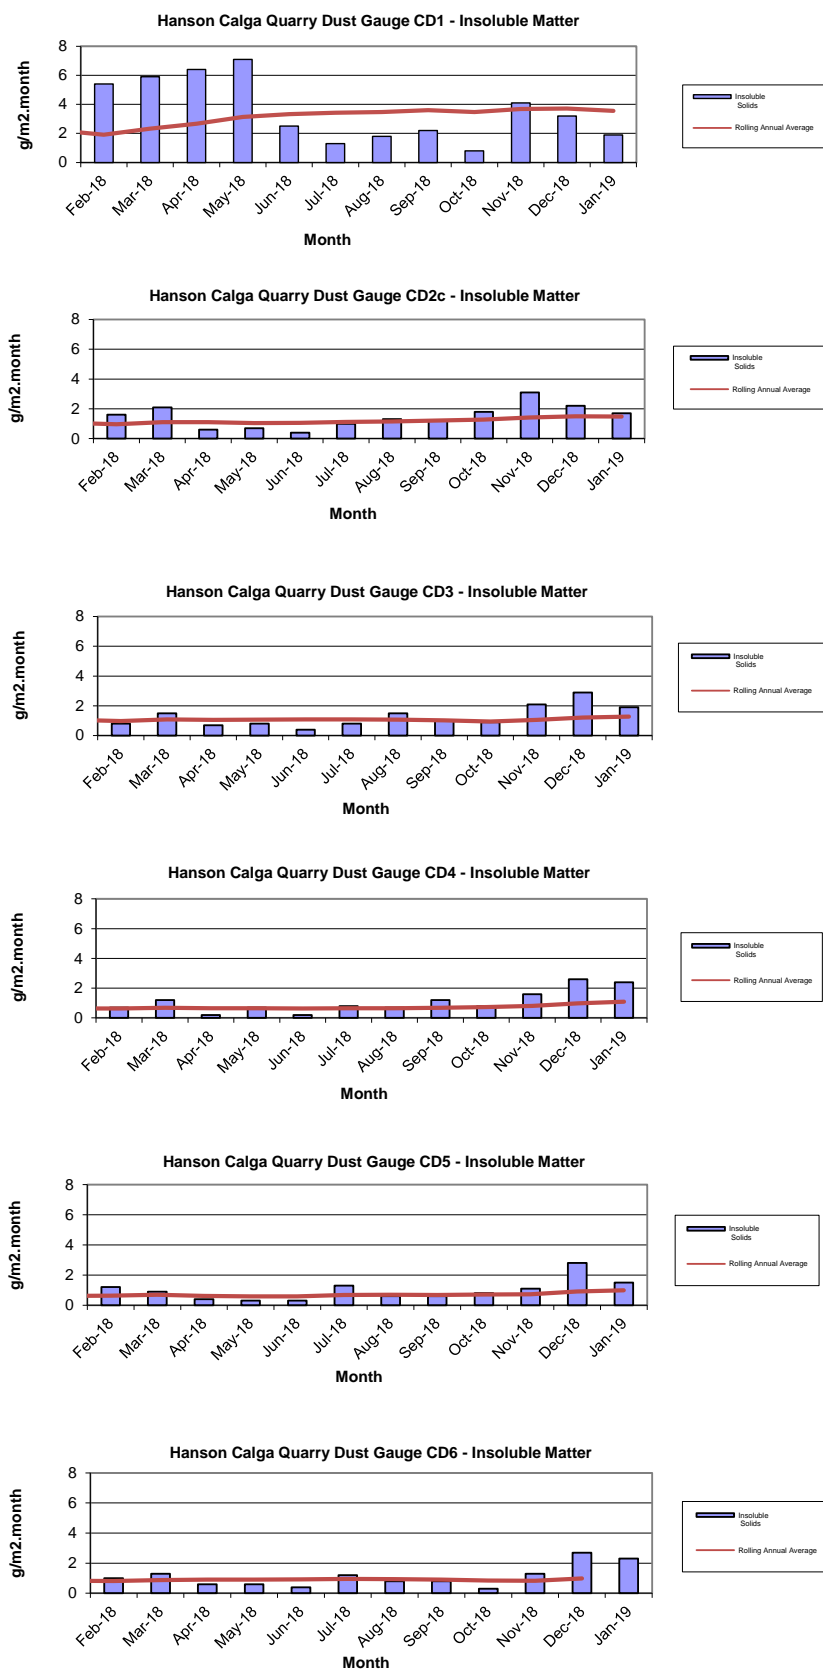 Hanson Calga Quarry Dust Gauge CD1 - Insoluble Matter
g/m2.month
8
6
4
2
0
Feb-18 Mar-18 Apr-18 May-18 Jun-18 Jul-18 Aug-18 Sep-18 Oct-18 Nov-18 Dec-18 Jan-19
Month
Insoluble
Solids
Rolling Annual Average
Hanson Calga Quarry Dust Gauge CD2c - Insoluble Matter
g/m2.month
8
6
4
2
0
Feb-18 Mar-18 Apr-18 May-18 Jun-18 Jul-18 Aug-18 Sep-18 Oct-18 Nov-18 Dec-18 Jan-19
Month
Insoluble
Solids
Rolling Annual Average
Hanson Calga Quarry Dust Gauge CD3 - Insoluble Matter
g/m2.month
8
6
4
2
0
Feb-18 Mar-18 Apr-18 May-18 Jun-18 Jul-18 Aug-18 Sep-18 Oct-18 Nov-18 Dec-18 Jan-19
Month
Insoluble
Solids
Rolling Annual Average
Hanson Calga Quarry Dust Gauge CD4 - Insoluble Matter
g/m2.month
8
6
4
2
0
Feb-18 Mar-18 Apr-18 May-18 Jun-18 Jul-18 Aug-18 Sep-18 Oct-18 Nov-18 Dec-18 Jan-19
Month
Insoluble
Solids
Rolling Annual Average
Hanson Calga Quarry Dust Gauge CD5 - Insoluble Matter
g/m2.month
8
6
4
2
0
Feb-18 Mar-18 Apr-18 May-18 Jun-18 Jul-18 Aug-18 Sep-18 Oct-18 Nov-18 Dec-18 Jan-19
Month
Insoluble
Solids
Rolling Annual Average
Hanson Calga Quarry Dust Gauge CD6 - Insoluble Matter
g/m2.month
8
6
4
2
0
Feb-18 Mar-18 Apr-18 May-18 Jun-18 Jul-18 Aug-18 Sep-18 Oct-18 Nov-18 Dec-18 Jan-19
Month
Insoluble
Solids
Rolling Annual Average